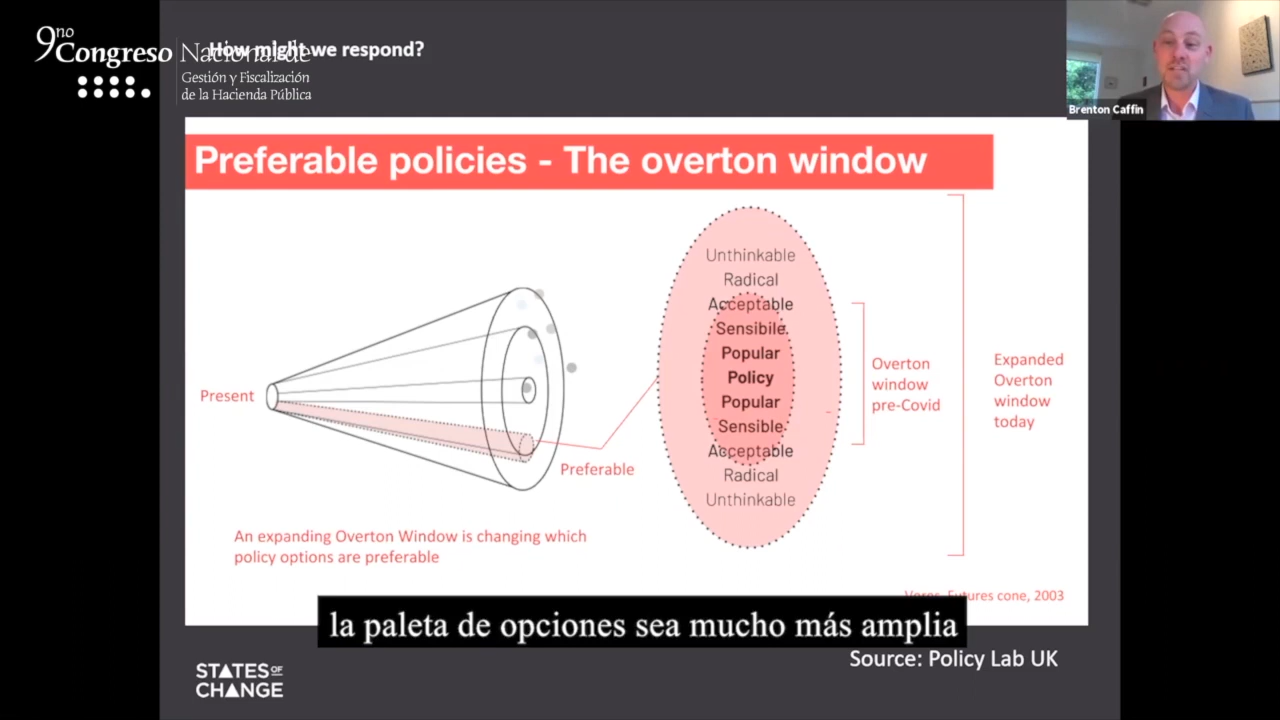 9no
Congreso Nacional de
Gestión y Fiscalización
de la Hacienda Pública
How might we respond?
Brenton Caffin
Preferable policies - The overton window
Unthinkable
Radical
Acceptable
Sensibile
Popular
Policy
Popular
Sensible
Acceptable
Radical
Unthinkable
Overton
window
pre-Covid
Expanded
Overton
window
today
Present
Preferable
An expanding Overton Window is changing which
policy options are preferable
Futures cone, 2003
la paleta de opciones sea mucho más amplia
Source: Policy Lab UK
STATES OF
CHANGE